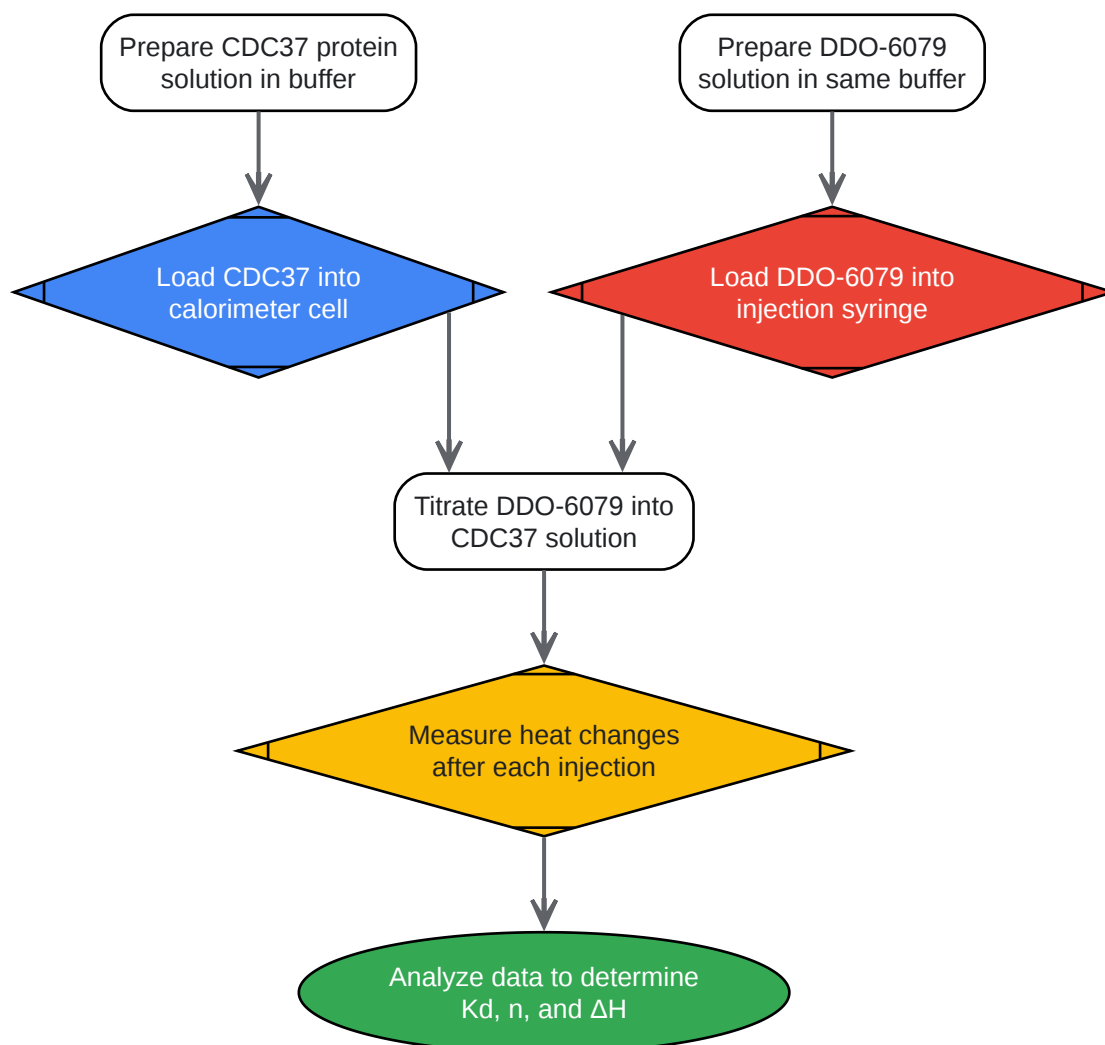 Prepare CDC37 protein
solution in buffer
Prepare DDO-6079
solution in same buffer
Load CDC37 into
calorimeter cell
Load DDO-6079 into
injection syringe
Titrate DDO-6079 into
CDC37 solution
Measure heat changes
after each injection
Analyze data to determine
Kd, n, and ΔH